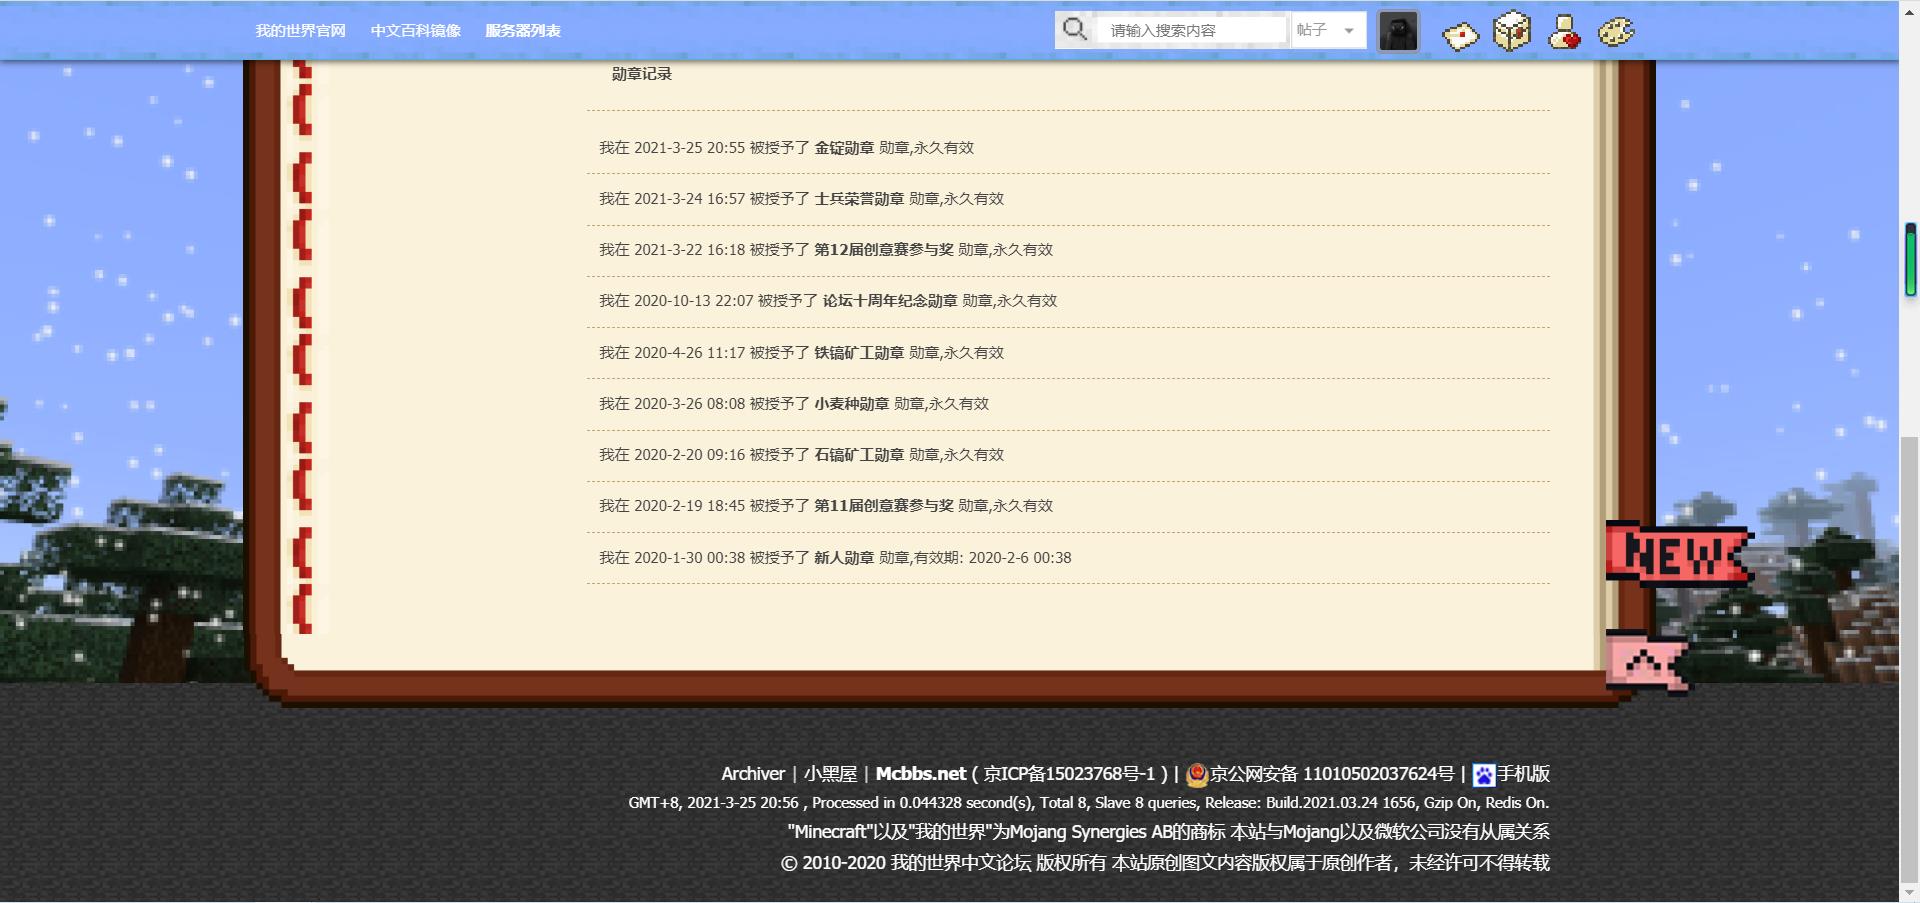 我的世界官网 中文百科镜像 服务器列表 请输入搜索内容 帖子
勋章记录
我在 2021-3-25 20:55 被授予了 金锭勋章 勋章,永久有效
我在 2021-3-24 16:57 被授予了 士兵荣誉勋章 勋章,永久有效
我在 2021-3-22 16:18 被授予了 第12届创意赛参与奖 勋章,永久有效
我在 2020-10-13 22:07 被授予了 论坛十周年纪念勋章 勋章,永久有效
我在 2020-4-26 11:17 被授予了 铁镐矿工勋章 勋章,永久有效
我在 2020-3-26 08:08 被授予了 小麦种勋章 勋章,永久有效
我在 2020-2-20 09:16 被授予了 石镐矿工勋章 勋章,永久有效
我在 2020-2-19 18:45 被授予了 第11届创意赛参与奖 勋章,永久有效
我在 2020-1-30 00:38 被授予了 新人勋章 勋章,有效期: 2020-2-6 00:38
NEW
Archiver | 小黑屋 | Mcbbs.net ( 京ICP备15023768号-1 ) | 京公网安备 11010502037624号 | 手机版
GMT+8, 2021-3-25 20:56 , Processed in 0.044328 second(s), Total 8, Slave 8 queries, Release: Build.2021.03.24 1656, Gzip On, Redis On.
"Minecraft"以及"我的世界"为Mojang Synergies AB的商标 本站与Mojang以及微软公司没有从属关系
© 2010-2020 我的世界中文论坛 版权所有 本站原创图文内容版权属于原创作者，未经许可不得转载